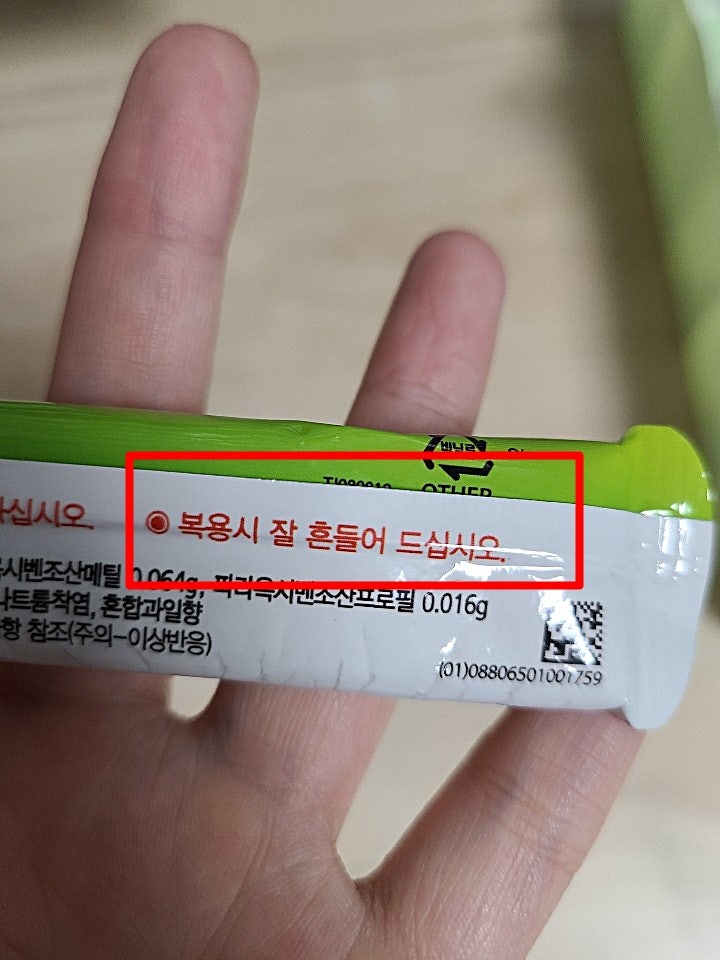 비닐류
OTHER
십시오.
◉ 복용시 잘 흔들어 드십시오.
시벤조산메틸 0.064g, 파라옥시벤조산프로필 0.016g
나트륨착염, 혼합과일향
항 참조(주의-이상반응)
(01)08806501001759